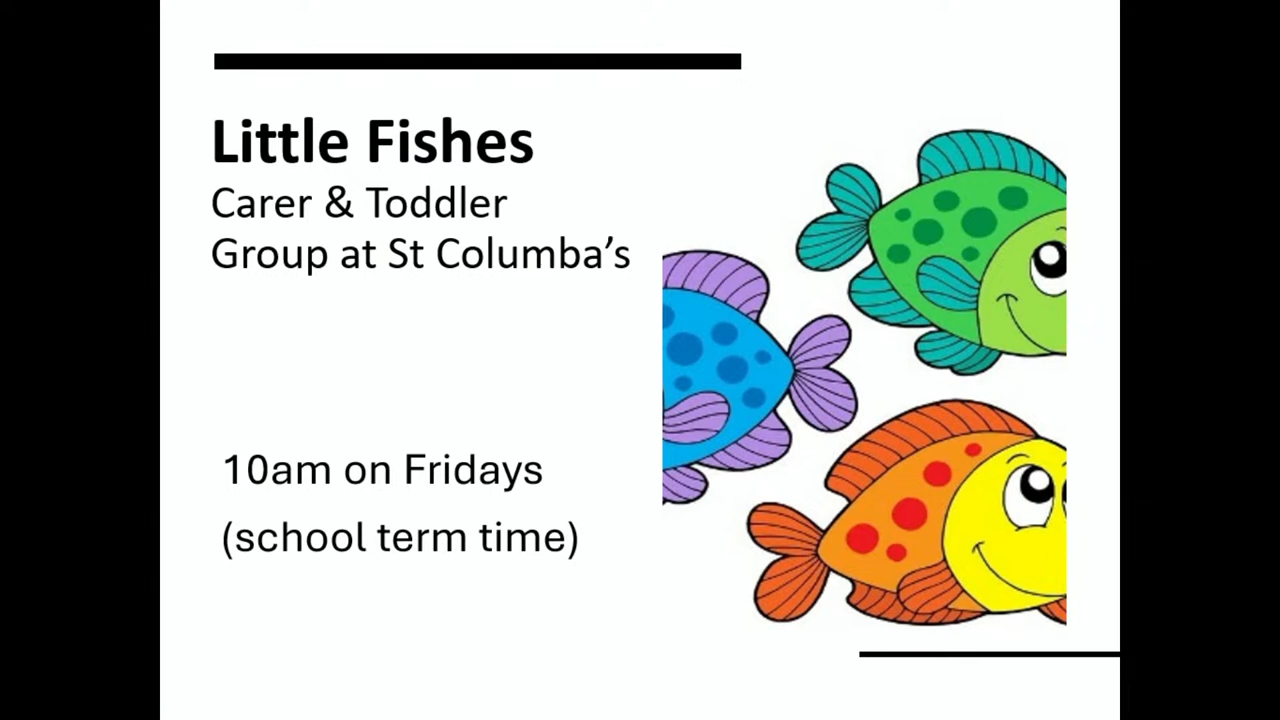 Little Fishes
Carer & Toddler
Group at St Columba’s
10am on Fridays
(school term time)